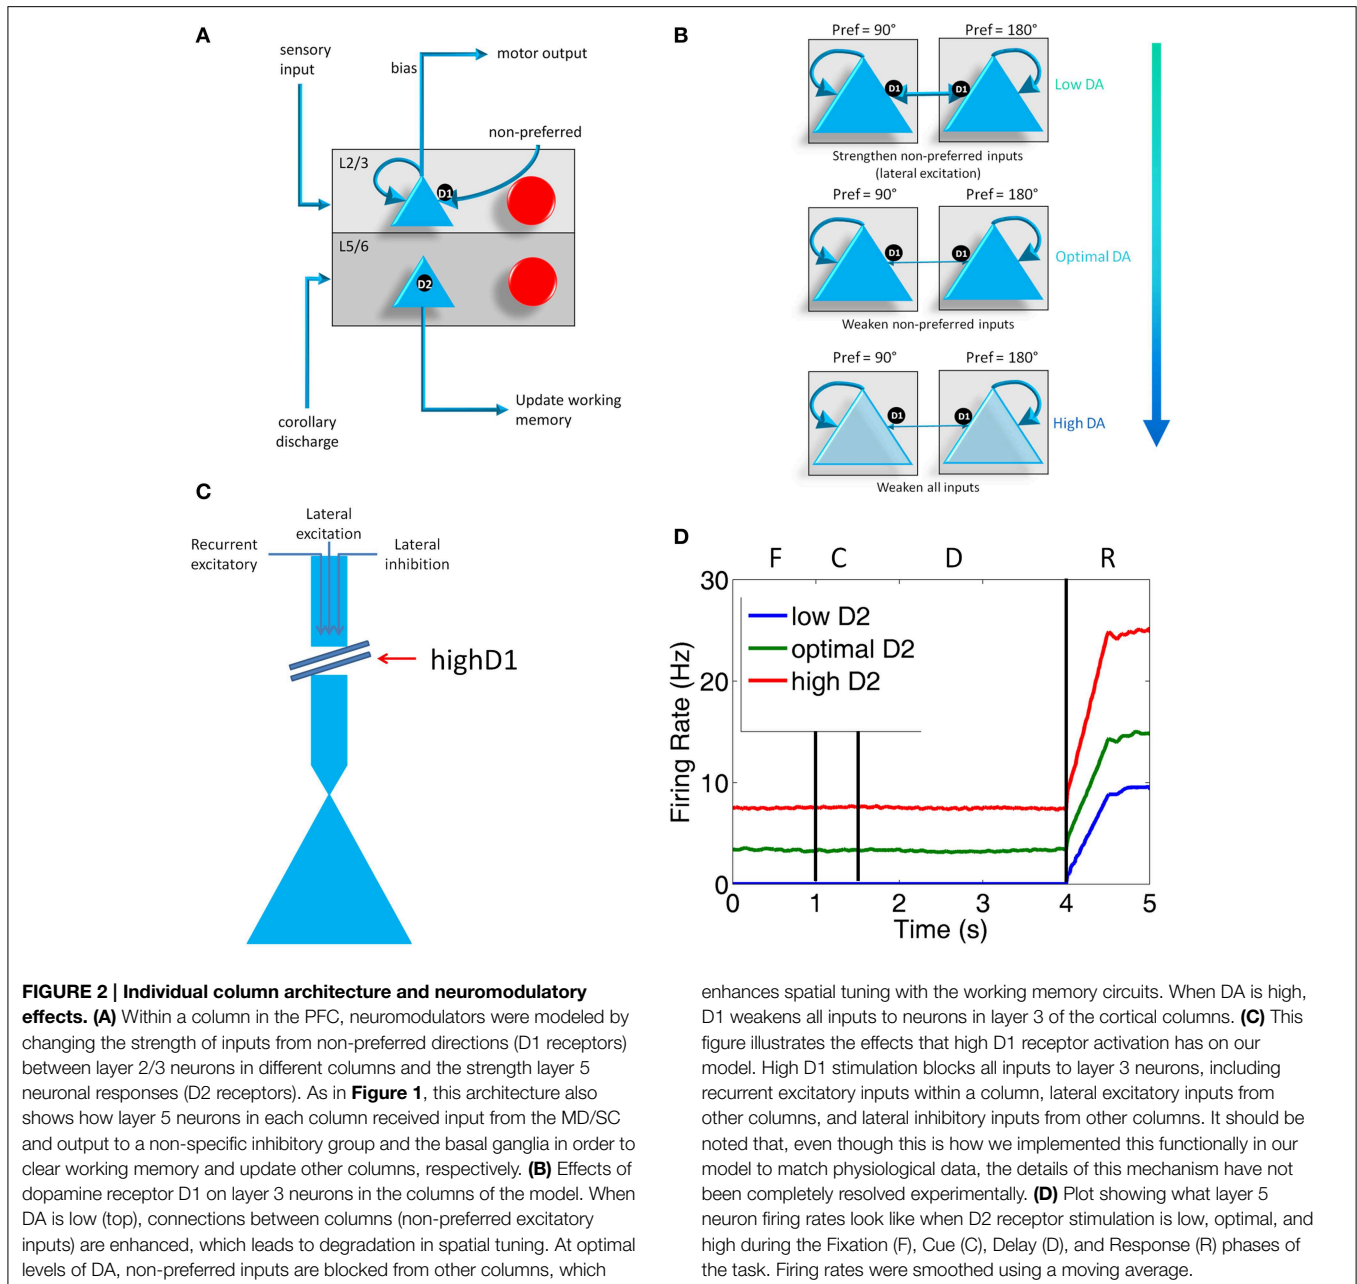 A
sensory
input
bias
motor output
non-preferred
L2/3
D1
L5/6
D2
corollary
discharge
Update working
memory
B
Pref = 90°
Pref = 180°
D1
D1
Low DA
Strengthen non-preferred inputs
(lateral excitation)
Pref = 90°
Pref = 180°
D1
D1
Optimal DA
Weaken non-preferred inputs
Pref = 90°
Pref = 180°
D1
D1
High DA
Weaken all inputs
C
Lateral
excitation
Recurrent
excitatory
Lateral
inhibition
highD1
D
F
C
D
R
30
20
10
0
Firing Rate (Hz)
low D2
optimal D2
high D2
0
1
2
3
4
5
Time (s)
FIGURE 2 | Individual column architecture and neuromodulatory
effects. (A) Within a column in the PFC, neuromodulators were modeled by
changing the strength of inputs from non-preferred directions (D1 receptors)
between layer 2/3 neurons in different columns and the strength layer 5
neuronal responses (D2 receptors). As in Figure 1, this architecture also
shows how layer 5 neurons in each column received input from the MD/SC
and output to a non-specific inhibitory group and the basal ganglia in order to
clear working memory and update other columns, respectively. (B) Effects of
dopamine receptor D1 on layer 3 neurons in the columns of the model. When
DA is low (top), connections between columns (non-preferred excitatory
inputs) are enhanced, which leads to degradation in spatial tuning. At optimal
levels of DA, non-preferred inputs are blocked from other columns, which
enhances spatial tuning with the working memory circuits. When DA is high,
D1 weakens all inputs to neurons in layer 3 of the cortical columns. (C) This
figure illustrates the effects that high D1 receptor activation has on our
model. High D1 stimulation blocks all inputs to layer 3 neurons, including
recurrent excitatory inputs within a column, lateral excitatory inputs from
other columns, and lateral inhibitory inputs from other columns. It should be
noted that, even though this is how we implemented this functionally in our
model to match physiological data, the details of this mechanism have not
been completely resolved experimentally. (D) Plot showing what layer 5
neuron firing rates look like when D2 receptor stimulation is low, optimal, and
high during the Fixation (F), Cue (C), Delay (D), and Response (R) phases of
the task. Firing rates were smoothed using a moving average.